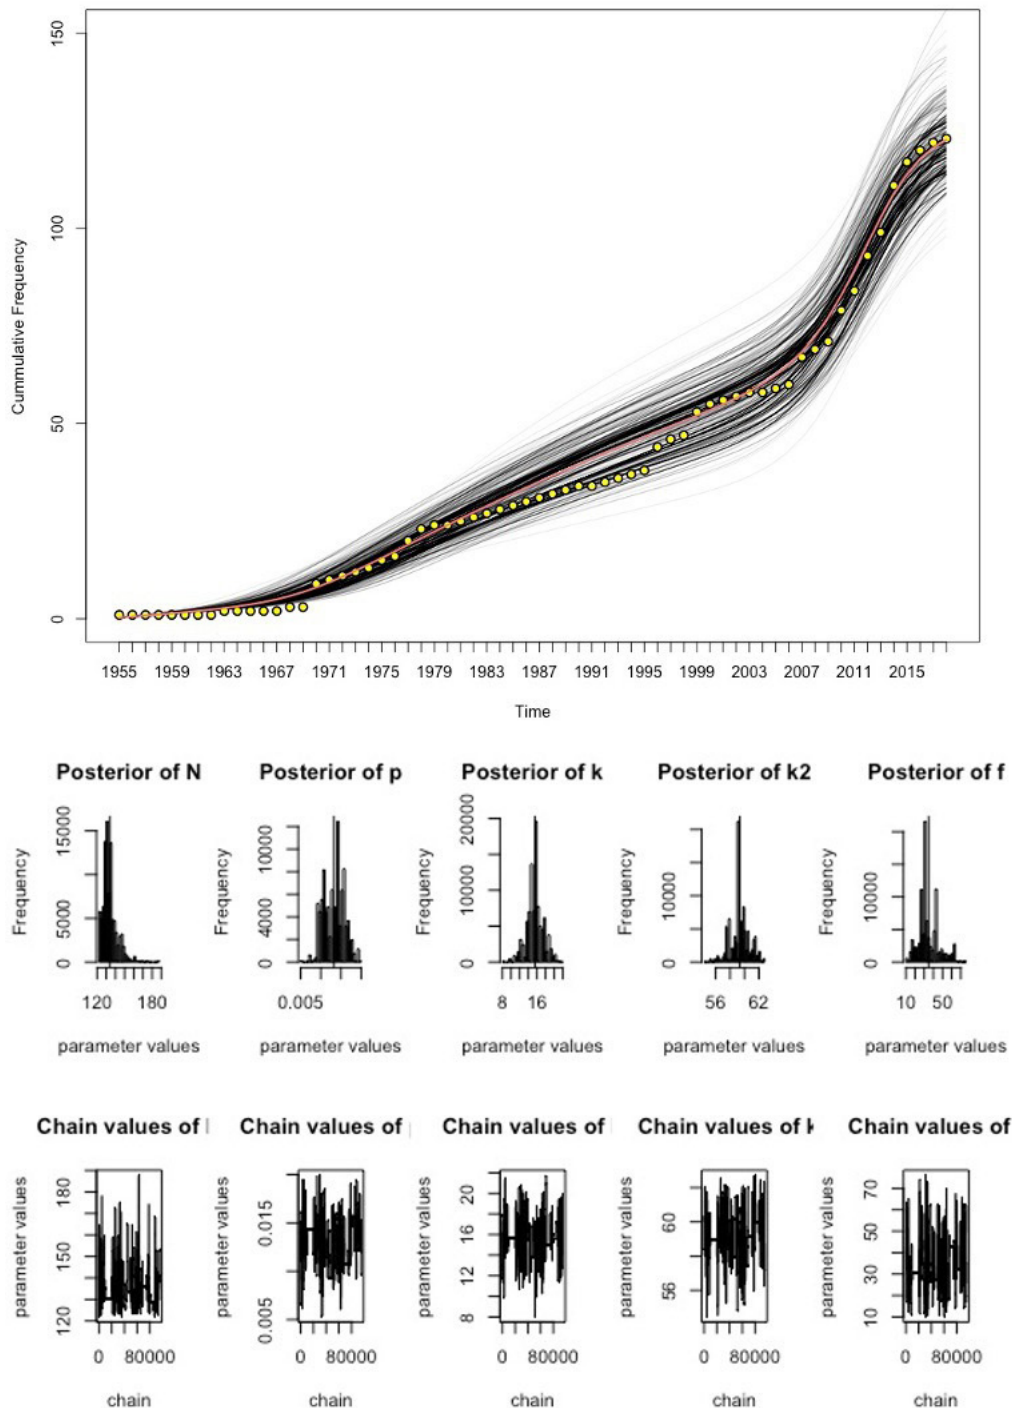 150
100
50
0
Cummulative Frequency
1955 1959 1963 1967 1971 1975 1979 1983 1987 1991 1995 1999 2003 2007 2011 2015
Time
Posterior of N Posterior of p Posterior of k Posterior of k2 Posterior of f
Frequency 0 5000 15000
Frequency 0 4000 10000
Frequency 0 10000 20000
Frequency 0 10000
Frequency 0 10000
120 180 0.005 8 16 56 62 10 50
parameter values parameter values parameter values parameter values parameter values
Chain values of Chain values of Chain values of Chain values of k Chain values of
parameter values 120 150 180
parameter values 0.005 0.015
parameter values 8 12 16 20
parameter values 56 60
parameter values 10 30 50 70
0 80000 0 80000 0 80000 0 80000 0 80000
chain chain chain chain chain